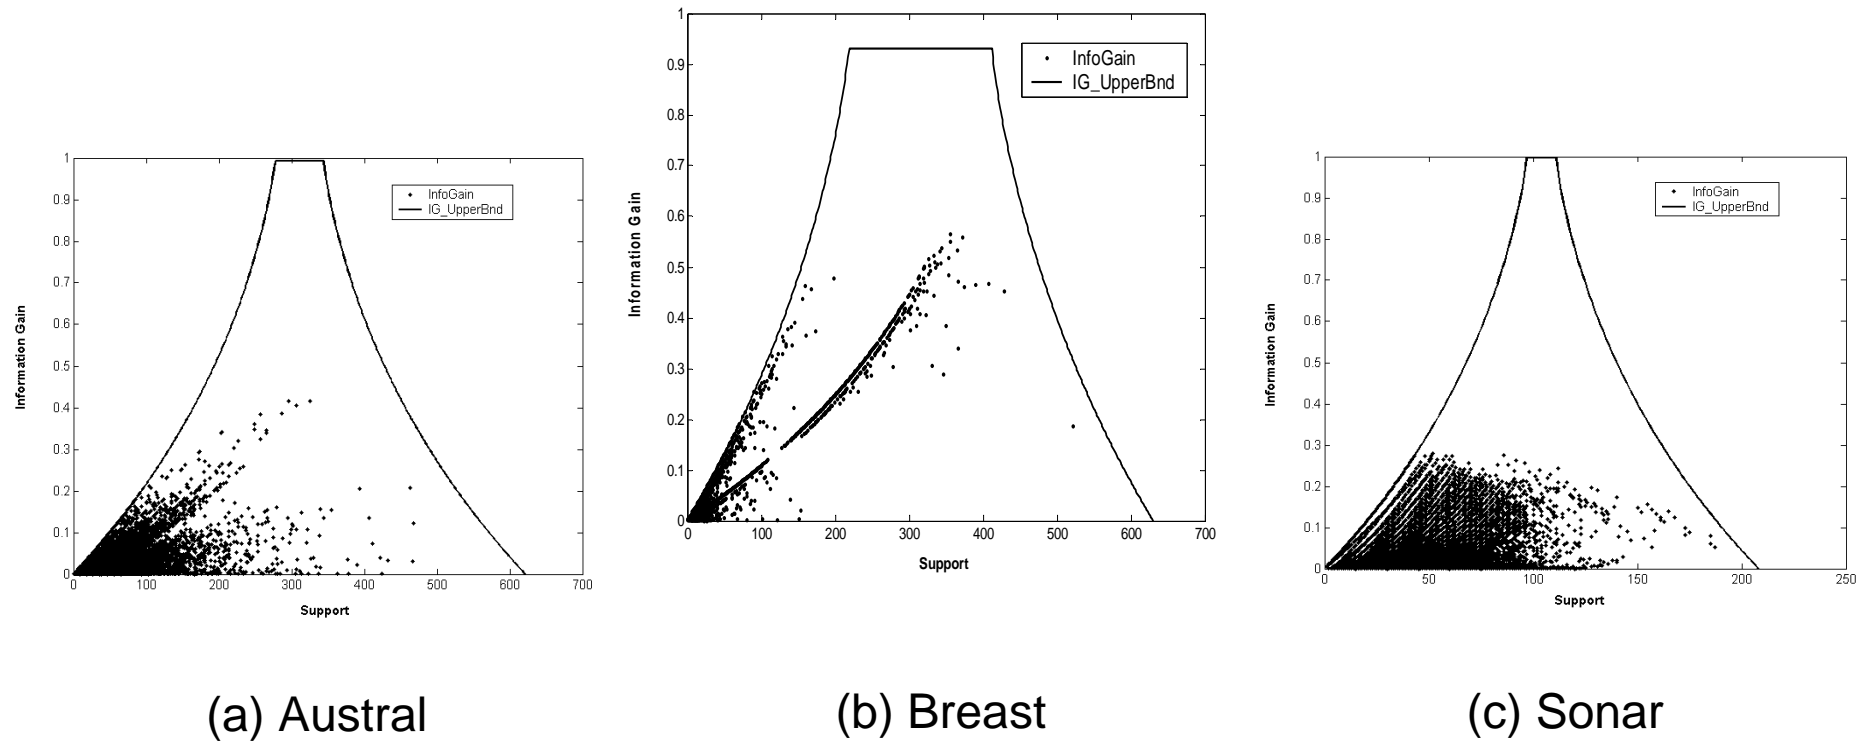 1
0.9
0.8
0.7
0.6
0.5
0.4
0.3
0.2
0.1
0
0 100 200 300 400 500 600 700
Information Gain
Support
InfoGain
IG_UpperBnd
(a) Austral
1
0.9
0.8
0.7
0.6
0.5
0.4
0.3
0.2
0.1
0
0 100 200 300 400 500 600 700
Information Gain
Support
InfoGain
IG_UpperBnd
(b) Breast
1
0.9
0.8
0.7
0.6
0.5
0.4
0.3
0.2
0.1
0
0 50 100 150 200 250
Information Gain
Support
InfoGain
IG_UpperBnd
(c) Sonar